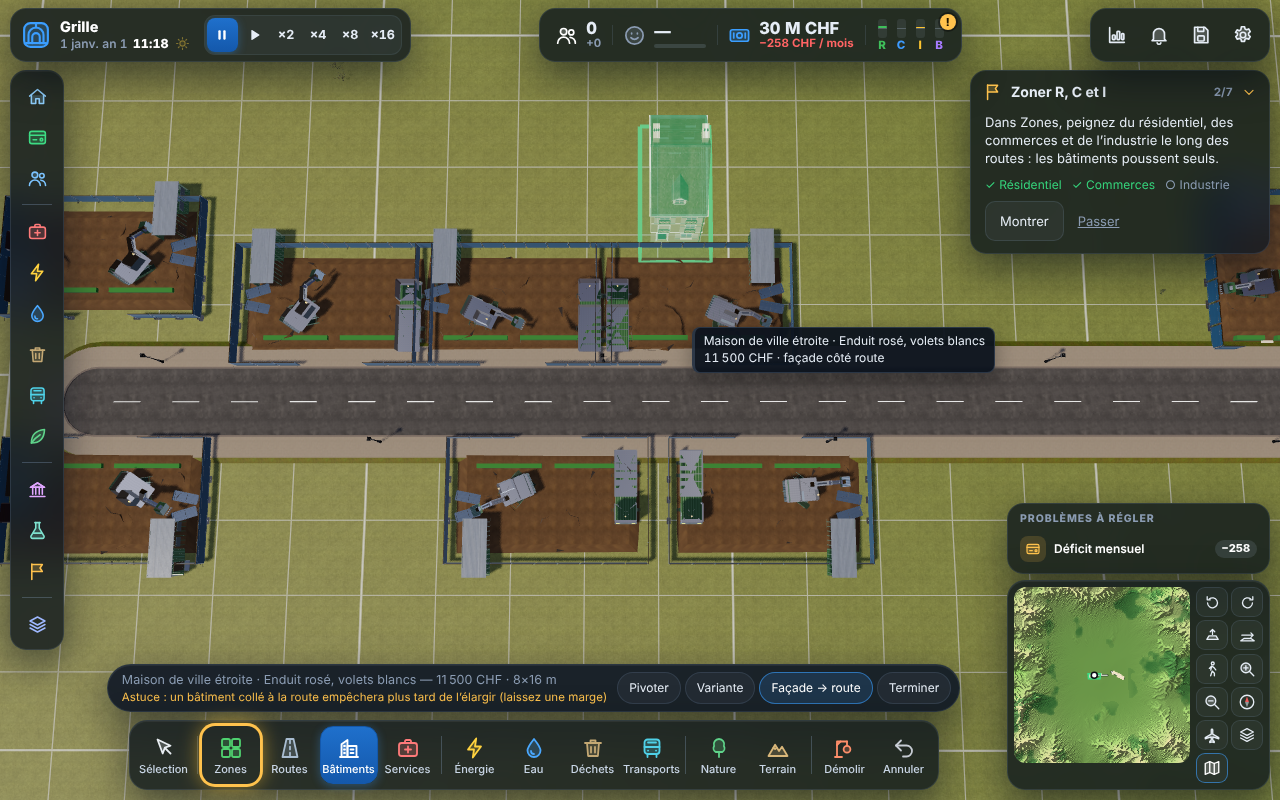 Grille
1 janv. an 1 11:18
×2 ×4 ×8 ×16
0
+0
—
30 M CHF
−258 CHF / mois
R C I B
!
Zoner R, C et I 2/7
Dans Zones, peignez du résidentiel, des
commerces et de l’industrie le long des
routes : les bâtiments poussent seuls.
✓ Résidentiel ✓ Commerces ○ Industrie
Montrer Passer
Maison de ville étroite · Enduit rosé, volets blancs
11 500 CHF · façade côté route
PROBLÈMES À RÉGLER
Déficit mensuel −258
Maison de ville étroite · Enduit rosé, volets blancs — 11 500 CHF · 8×16 m
Astuce : un bâtiment collé à la route empêchera plus tard de l’élargir (laissez une marge)
Pivoter Variante Façade → route Terminer
Sélection Zones Routes Bâtiments Services Énergie Eau Déchets Transports Nature Terrain Démolir Annuler